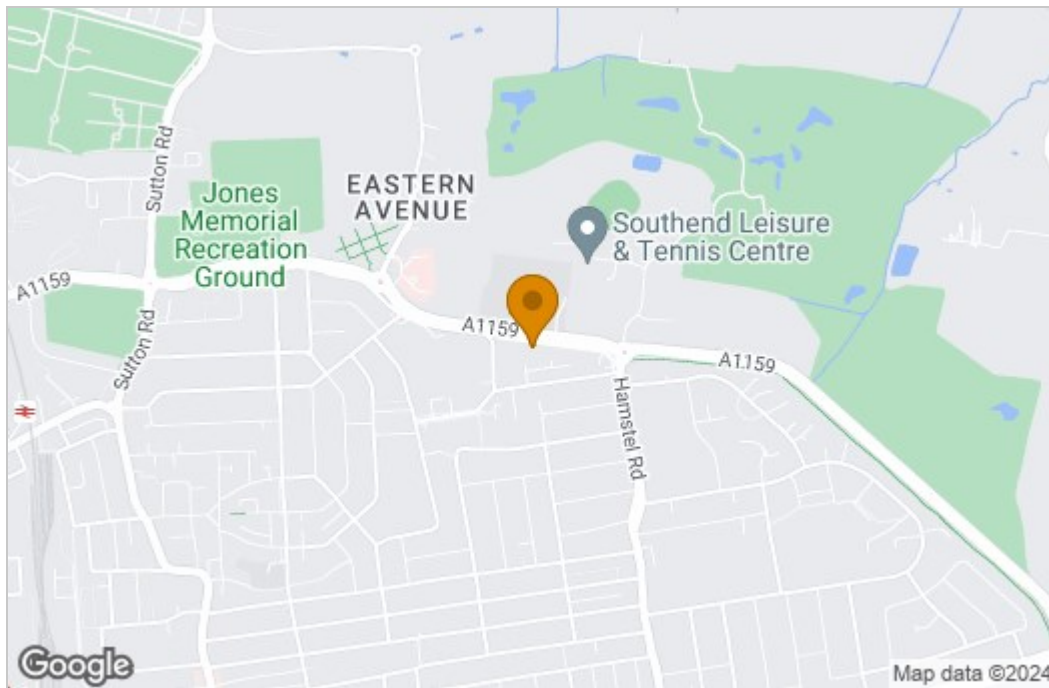 Sutton Rd
EASTERN
AVENUE
Jones
Memorial
Recreation
Ground
Southend Leisure
& Tennis Centre
A1159
A1159
A1159
Sutton Rd
Hamstel Rd
Google
Map data ©2024